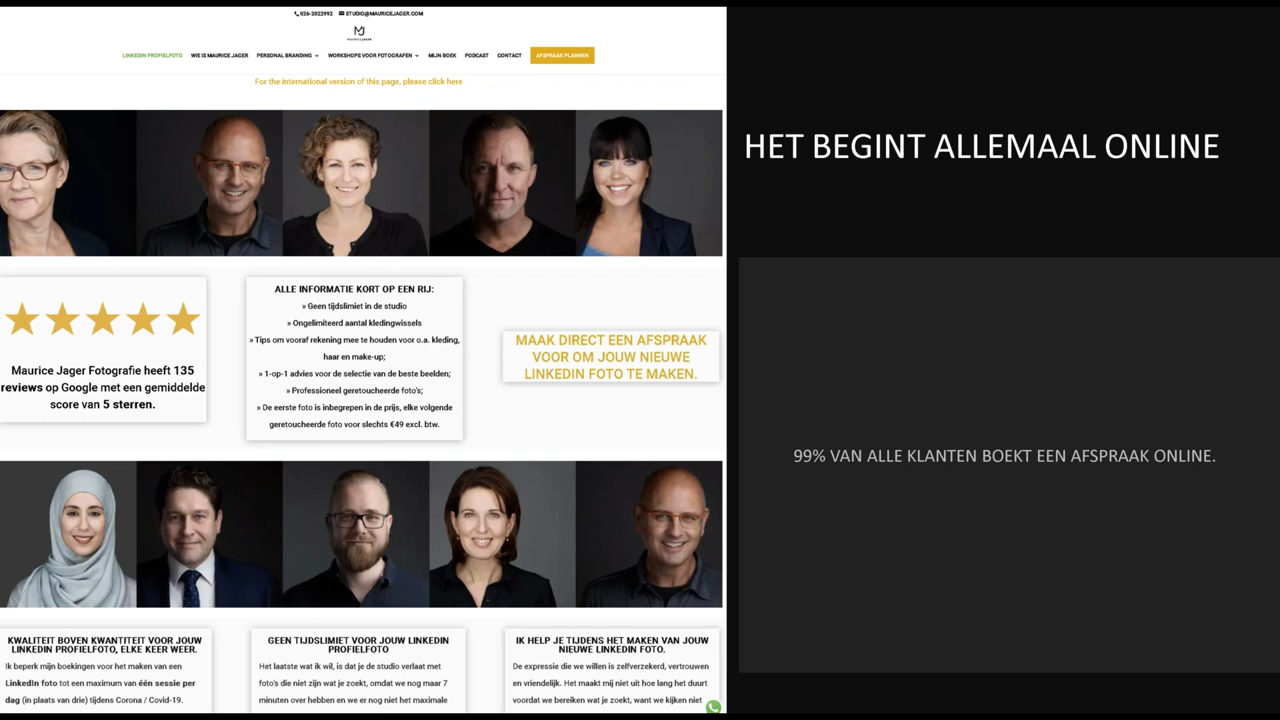 026-2022992 STUDIO@MAURICEJAGER.COM
MJ
MAURICE JAGER
LINKEDIN PROFIELFOTO WIE IS MAURICE JAGER PERSONAL BRANDING WORKSHOPS VOOR FOTOGRAFEN MIJN BOEK PODCAST CONTACT AFSPRAAK PLANNEN
For the international version of this page, please click here
Maurice Jager Fotografie heeft 135
reviews op Google met een gemiddelde
score van 5 sterren.
ALLE INFORMATIE KORT OP EEN RIJ:
» Geen tijdslimiet in de studio
» Ongelimiteerd aantal kledingwissels
» Tips om vooraf rekening mee te houden voor o.a. kleding,
haar en make-up;
» 1-op-1 advies voor de selectie van de beste beelden;
» Professioneel geretoucheerde foto's;
» De eerste foto is inbegrepen in de prijs, elke volgende
geretoucheerde foto voor slechts €49 excl. btw.
MAAK DIRECT EEN AFSPRAAK
VOOR OM JOUW NIEUWE
LINKEDIN FOTO TE MAKEN.
KWALITEIT BOVEN KWANTITEIT VOOR JOUW
LINKEDIN PROFIELFOTO, ELKE KEER WEER.
Ik beperk mijn boekingen voor het maken van een
LinkedIn foto tot een maximum van één sessie per
dag (in plaats van drie) tijdens Corona / Covid-19.
GEEN TIJDSLIMIET VOOR JOUW LINKEDIN
PROFIELFOTO
Het laatste wat ik wil, is dat je de studio verlaat met
foto's die niet zijn wat je zoekt, omdat we nog maar 7
minuten over hebben en we er nog niet het maximale
IK HELP JE TIJDENS HET MAKEN VAN JOUW
NIEUWE LINKEDIN FOTO.
De expressie die we willen is zelfverzekerd, vertrouwen
en vriendelijk. Het maakt mij niet uit hoe lang het duurt
voordat we bereiken wat je zoekt, want we kijken niet
HET BEGINT ALLEMAAL ONLINE
99% VAN ALLE KLANTEN BOEKT EEN AFSPRAAK ONLINE.